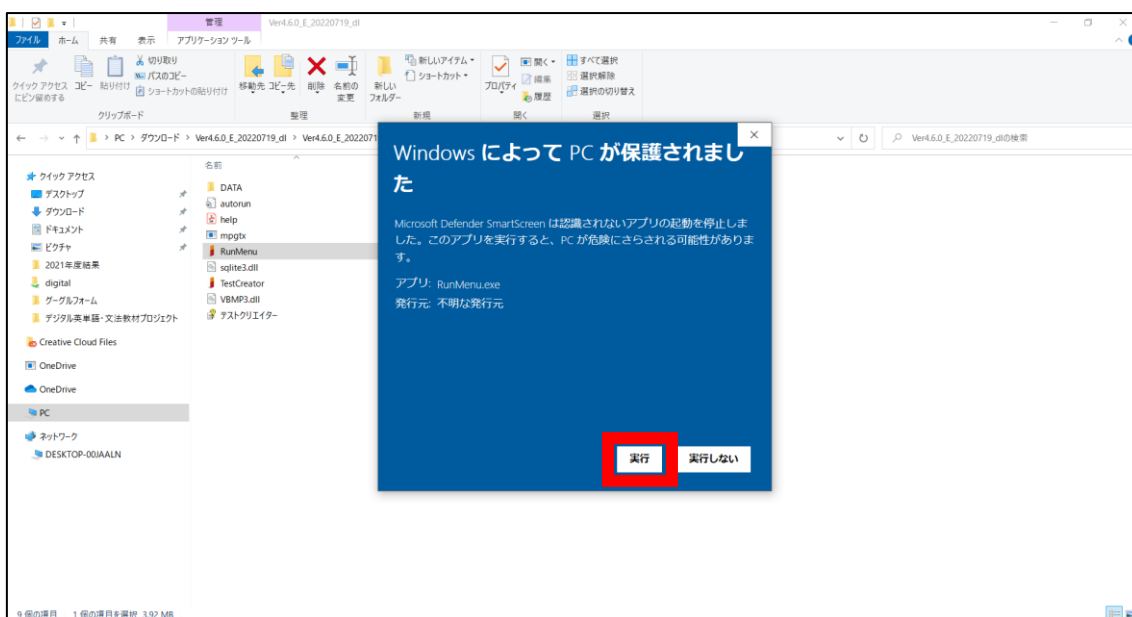 管理
Ver4.6.0_E_20220719_dl
ファイル ホーム 共有 表示 アプリケーション ツール
クイック アクセス
にピン留めする
コピー
貼り付け
切り取り
パスのコピー
ショートカットの貼り付け
クリップボード
移動先
コピー先
削除
名前の
変更
整理
新しい
フォルダー
新しいアイテム
ショートカット
新規
プロパティ
開く
編集
履歴
開く
すべて選択
選択解除
選択の切り替え
選択
PC > ダウンロード > Ver4.6.0_E_20220719_dl > Ver4.6.0_E_2022071
Ver4.6.0_E_20220719_dlの検索
クイック アクセス
デスクトップ
ダウンロード
ドキュメント
ピクチャ
2021年度結果
digital
グーグルフォーム
デジタル英単語・文法教材プロジェクト
Creative Cloud Files
OneDrive
OneDrive
PC
ネットワーク
DESKTOP-00JAALN
名前
DATA
autorun
help
mpgtx
RunMenu
sqlite3.dll
TestCreator
VBMP3.dll
テストクリエイター
Windows によって PC が保護されまし
た
Microsoft Defender SmartScreen は認識されないアプリの起動を停止しま
した。このアプリを実行すると、PC が危険にさらされる可能性がありま
す。
アプリ: RunMenu.exe
発行元: 不明な発行元
実行 実行しない
9 個の項目 1 個の項目を選択 3.92 MB